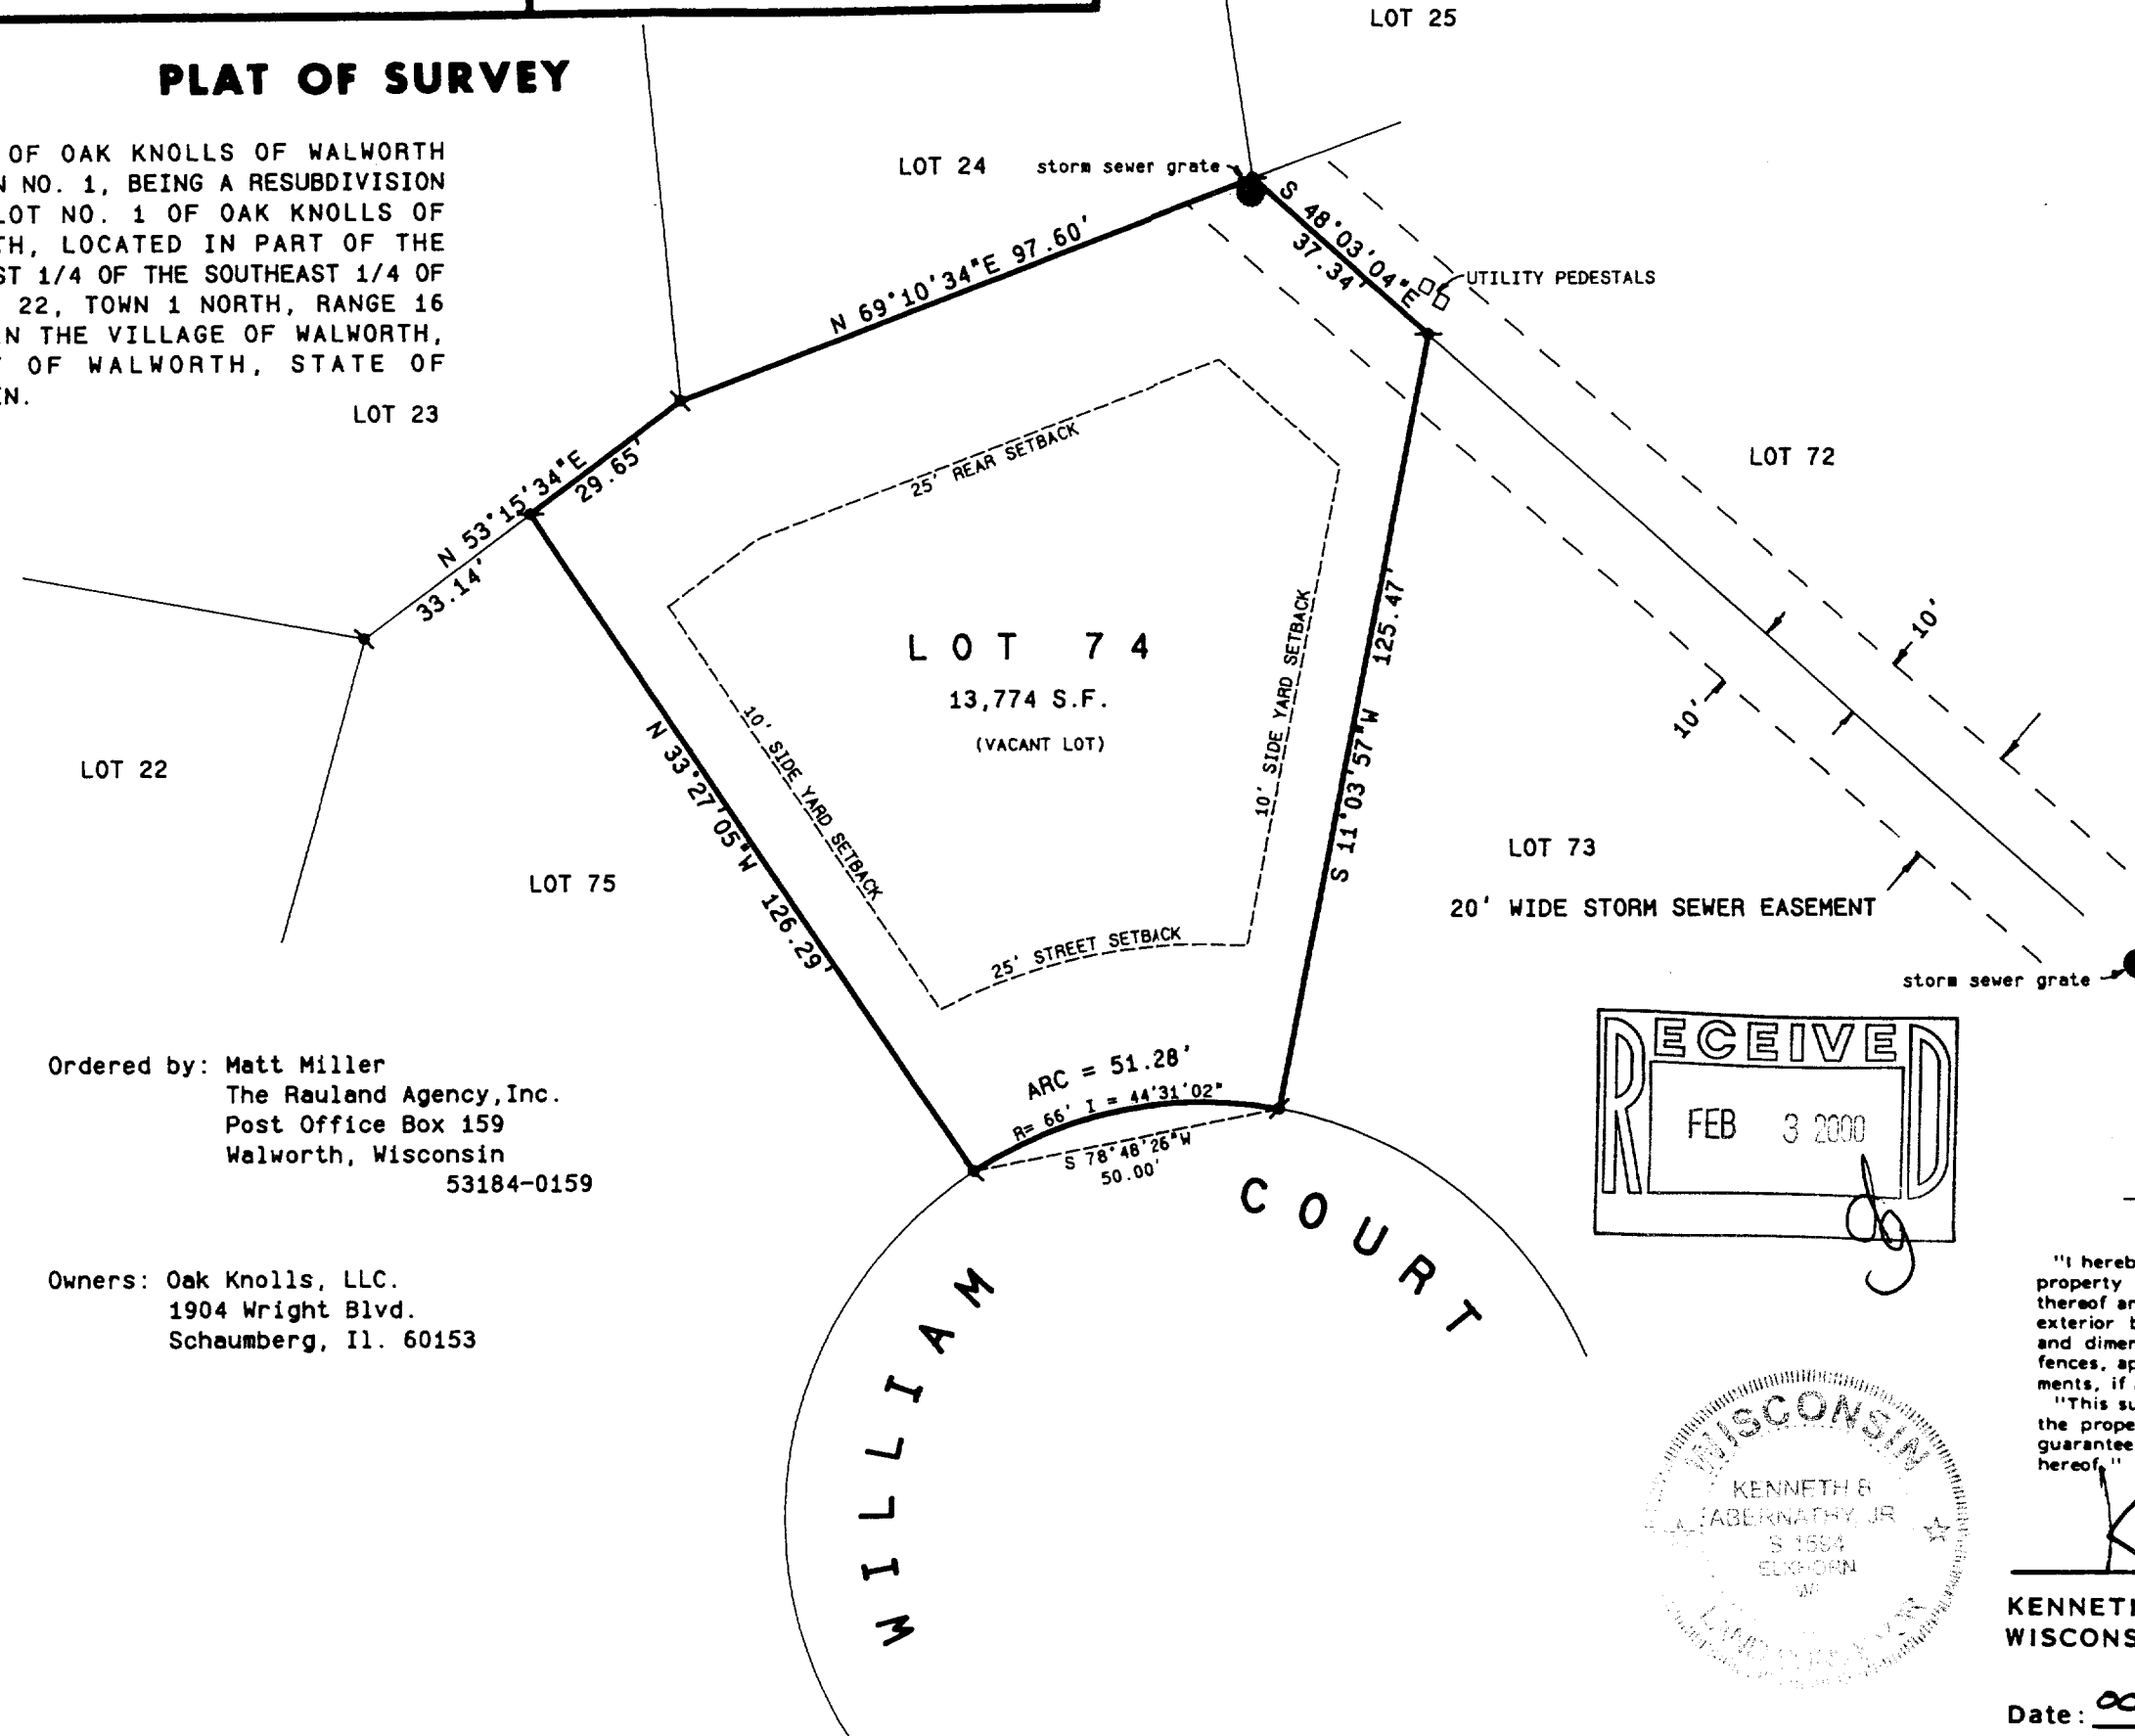 LOT 25
PLAT OF SURVEY
OF OAK KNOLLS OF WALWORTH
N NO. 1, BEING A RESUBDIVISION
LOT NO. 1 OF OAK KNOLLS OF
TH, LOCATED IN PART OF THE
ST 1/4 OF THE SOUTHEAST 1/4 OF
22, TOWN 1 NORTH, RANGE 16
N THE VILLAGE OF WALWORTH,
OF WALWORTH, STATE OF
EN.
LOT 24
storm sewer grate
S 48°03'04"E
37.34'
UTILITY PEDESTALS
N 69°10'34"E 97.60'
LOT 23
N 53°15'34"E
29.65'
33.14'
25' REAR SETBACK
LOT 72
LOT 74
13,774 S.F.
(VACANT LOT)
10' SIDE YARD SETBACK
10' SIDE YARD SETBACK
S 11°03'57"W 125.47'
N 33°27'05"W 126.29'
10'
10'
LOT 22
LOT 75
LOT 73
20' WIDE STORM SEWER EASEMENT
25' STREET SETBACK
storm sewer grate
ARC = 51.28'
R= 66' I = 44°31'02"
S 78°48'26"W
50.00'
Ordered by: Matt Miller
The Rauland Agency,Inc.
Post Office Box 159
Walworth, Wisconsin
53184-0159
RECEIVED
FEB 3 2000
dg
Owners: Oak Knolls, LLC.
1904 Wright Blvd.
Schaumberg, Il. 60153
WILLIAM COURT
"I hereb
property
thereof an
exterior b
and dimen
fences, ap
ments, if
"This su
the prope
guarantee
hereof."
WISCONSIN
KENNETH B
ABERNATHY, JR
S 1694
ELKHORN
WI
LAND SURVEYOR
KENNETH
WISCONS
Date: